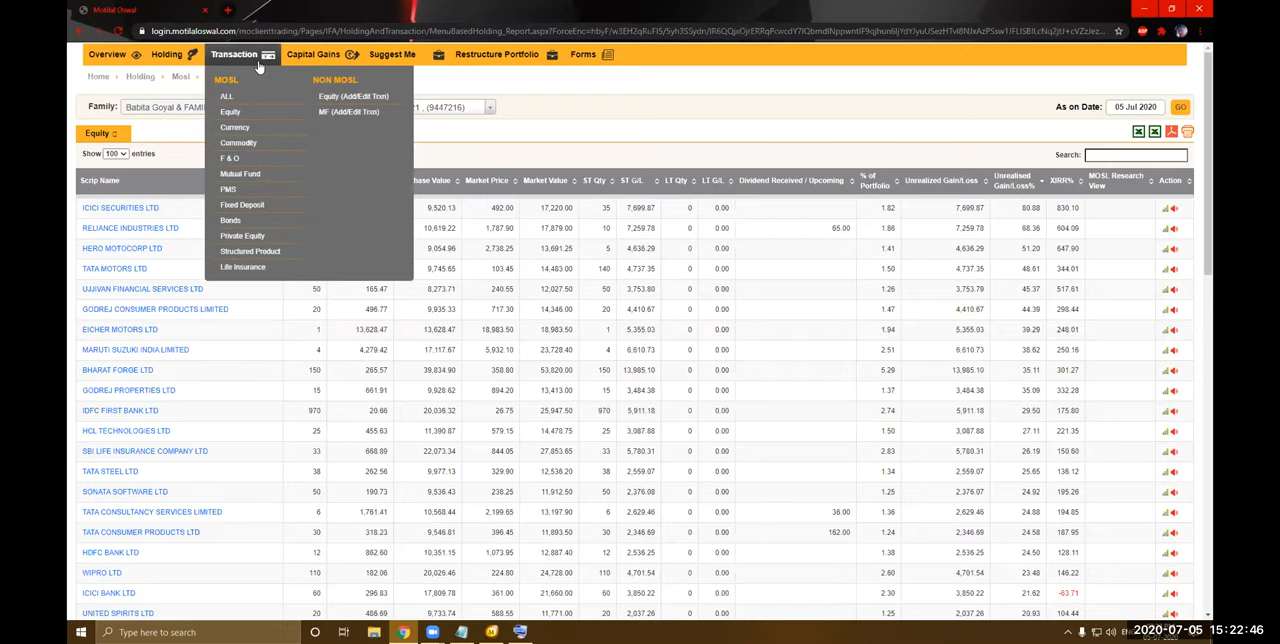 Motilal Oswal
login.motilaloswal.com/moclienttrading/Pages/IFA/HoldingAndTransaction/MenuBasedHolding_Report.aspx?
Overview Holding Transaction Capital Gains Suggest Me Restructure Portfolio Forms
Home Holding Mosl
MOSL NON MOSL
ALL Equity (Add/Edit Trxn)
Equity MF (Add/Edit Trxn)
Currency
Commodity
F & O
Mutual Fund
PMS
Fixed Deposit
Bonds
Private Equity
Structured Product
Life Insurance
Family: Babita Goyal & FAMI 21 , (9447216) As on Date: 05 Jul 2020 GO
Equity
Show 100 entries Search:
Scrip Name chase Value Market Price Market Value ST Qty ST G/L LT Qty LT G/L Dividend Received / Upcoming % of Portfolio Unrealized Gain/Loss Unrealised Gain/Loss% XIRR% MOSL Research View Action
ICICI SECURITIES LTD 9,520.13 492.00 17,220.00 35 7,699.87 0 0.00 1.82 7,699.87 80.88 830.10
RELIANCE INDUSTRIES LTD 10,619.22 1,787.90 17,879.00 10 7,259.78 0 0.00 65.00 1.86 7,259.78 68.36 604.09
HERO MOTOCORP LTD 9,054.96 2,738.25 13,691.25 5 4,636.29 0 0.00 1.41 4,636.29 51.20 647.90
TATA MOTORS LTD 9,745.65 103.45 14,483.00 140 4,737.35 0 0.00 1.50 4,737.35 48.61 344.01
UJJIVAN FINANCIAL SERVICES LTD 50 165.47 8,273.71 240.55 12,027.50 50 3,753.80 0 0.00 1.26 3,753.79 45.37 517.61
GODREJ CONSUMER PRODUCTS LIMITED 20 496.77 9,935.33 717.30 14,346.00 20 4,410.67 0 0.00 1.47 4,410.67 44.39 298.44
EICHER MOTORS LTD 1 13,628.47 13,628.47 18,983.50 18,983.50 1 5,355.03 0 0.00 1.94 5,355.03 39.29 248.01
MARUTI SUZUKI INDIA LIMITED 4 4,279.42 17,117.67 5,932.10 23,728.40 4 6,610.73 0 0.00 2.51 6,610.73 38.62 250.16
BHARAT FORGE LTD 150 265.57 39,834.90 358.80 53,820.00 150 13,985.10 0 0.00 5.29 13,985.10 35.11 301.27
GODREJ PROPERTIES LTD 15 661.91 9,928.62 894.20 13,413.00 15 3,484.38 0 0.00 1.37 3,484.38 35.09 332.28
IDFC FIRST BANK LTD 970 20.66 20,036.32 26.75 25,947.50 970 5,911.18 0 0.00 2.74 5,911.18 29.50 175.80
HCL TECHNOLOGIES LTD 25 455.63 11,390.87 579.15 14,478.75 25 3,087.88 0 0.00 1.50 3,087.88 27.11 221.35
SBI LIFE INSURANCE COMPANY LTD 33 668.89 22,073.34 844.05 27,853.65 33 5,780.31 0 0.00 2.83 5,780.31 26.19 150.60
TATA STEEL LTD 38 262.56 9,977.13 329.90 12,536.20 38 2,559.07 0 0.00 1.34 2,559.07 25.65 136.12
SONATA SOFTWARE LTD 50 190.73 9,536.43 238.25 11,912.50 50 2,376.07 0 0.00 1.25 2,376.07 24.92 195.26
TATA CONSULTANCY SERVICES LIMITED 6 1,761.41 10,568.44 2,199.65 13,197.90 6 2,629.46 0 0.00 36.00 1.36 2,629.46 24.88 194.85
TATA CONSUMER PRODUCTS LTD 30 318.23 9,546.81 396.45 11,893.50 30 2,346.69 0 0.00 162.00 1.24 2,346.69 24.58 187.95
HDFC BANK LTD 12 862.60 10,351.15 1,073.95 12,887.40 12 2,536.25 0 0.00 1.38 2,536.25 24.50 128.11
WIPRO LTD 110 182.06 20,026.46 224.80 24,728.00 110 4,701.54 0 0.00 2.60 4,701.54 23.48 146.22
ICICI BANK LTD 60 296.83 17,809.78 361.00 21,660.00 60 3,850.22 0 0.00 2.30 3,850.22 21.62 -63.71
UNITED SPIRITS LTD 20 486.69 9,733.74 588.55 11,771.00 20 2,037.26 0 0.00 1.25 2,037.26 20.93 104.44
Type here to search
2020-07-05 15:22:46